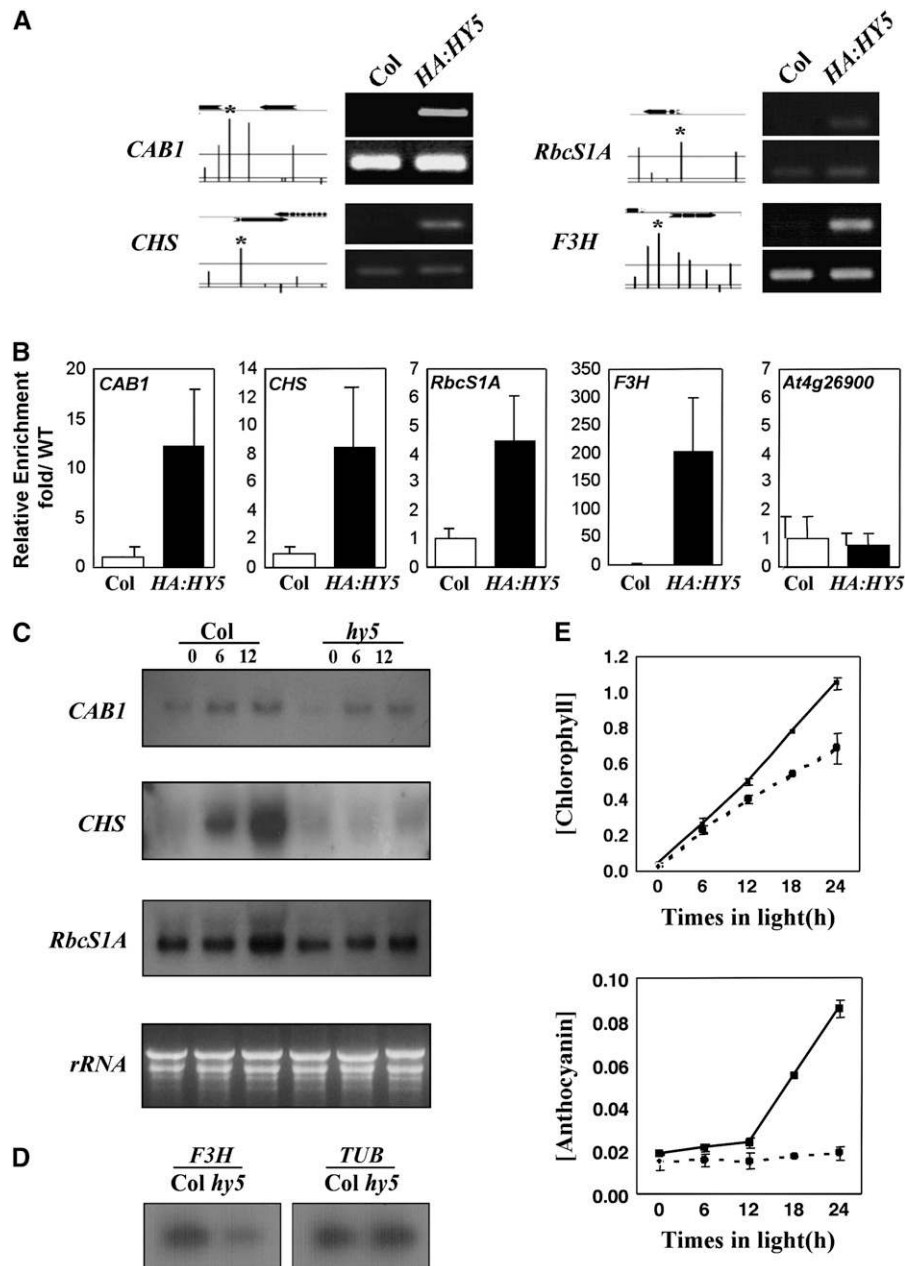 A
Col HA:HY5
Col HA:HY5
CAB1
*
RbcS1A
*
CHS
*
F3H
*
B
Relative Enrichment
fold/ WT
CAB1
20
15
10
5
0
Col HA:HY5
CHS
14
12
10
8
6
4
2
0
Col HA:HY5
RbcS1A
7
6
5
4
3
2
1
0
Col HA:HY5
F3H
350
300
250
200
150
100
50
0
Col HA:HY5
At4g26900
7
6
5
4
3
2
1
0
Col HA:HY5
C
Col hy5
0 6 12 0 6 12
CAB1
CHS
RbcS1A
rRNA
D
F3H TUB
Col hy5 Col hy5
E
[Chlorophyll]
1.2
1.0
0.8
0.6
0.4
0.2
0.0
0 6 12 18 24
Times in light(h)
[Anthocyanin]
0.10
0.08
0.06
0.04
0.02
0.00
0 6 12 18 24
Times in light(h)